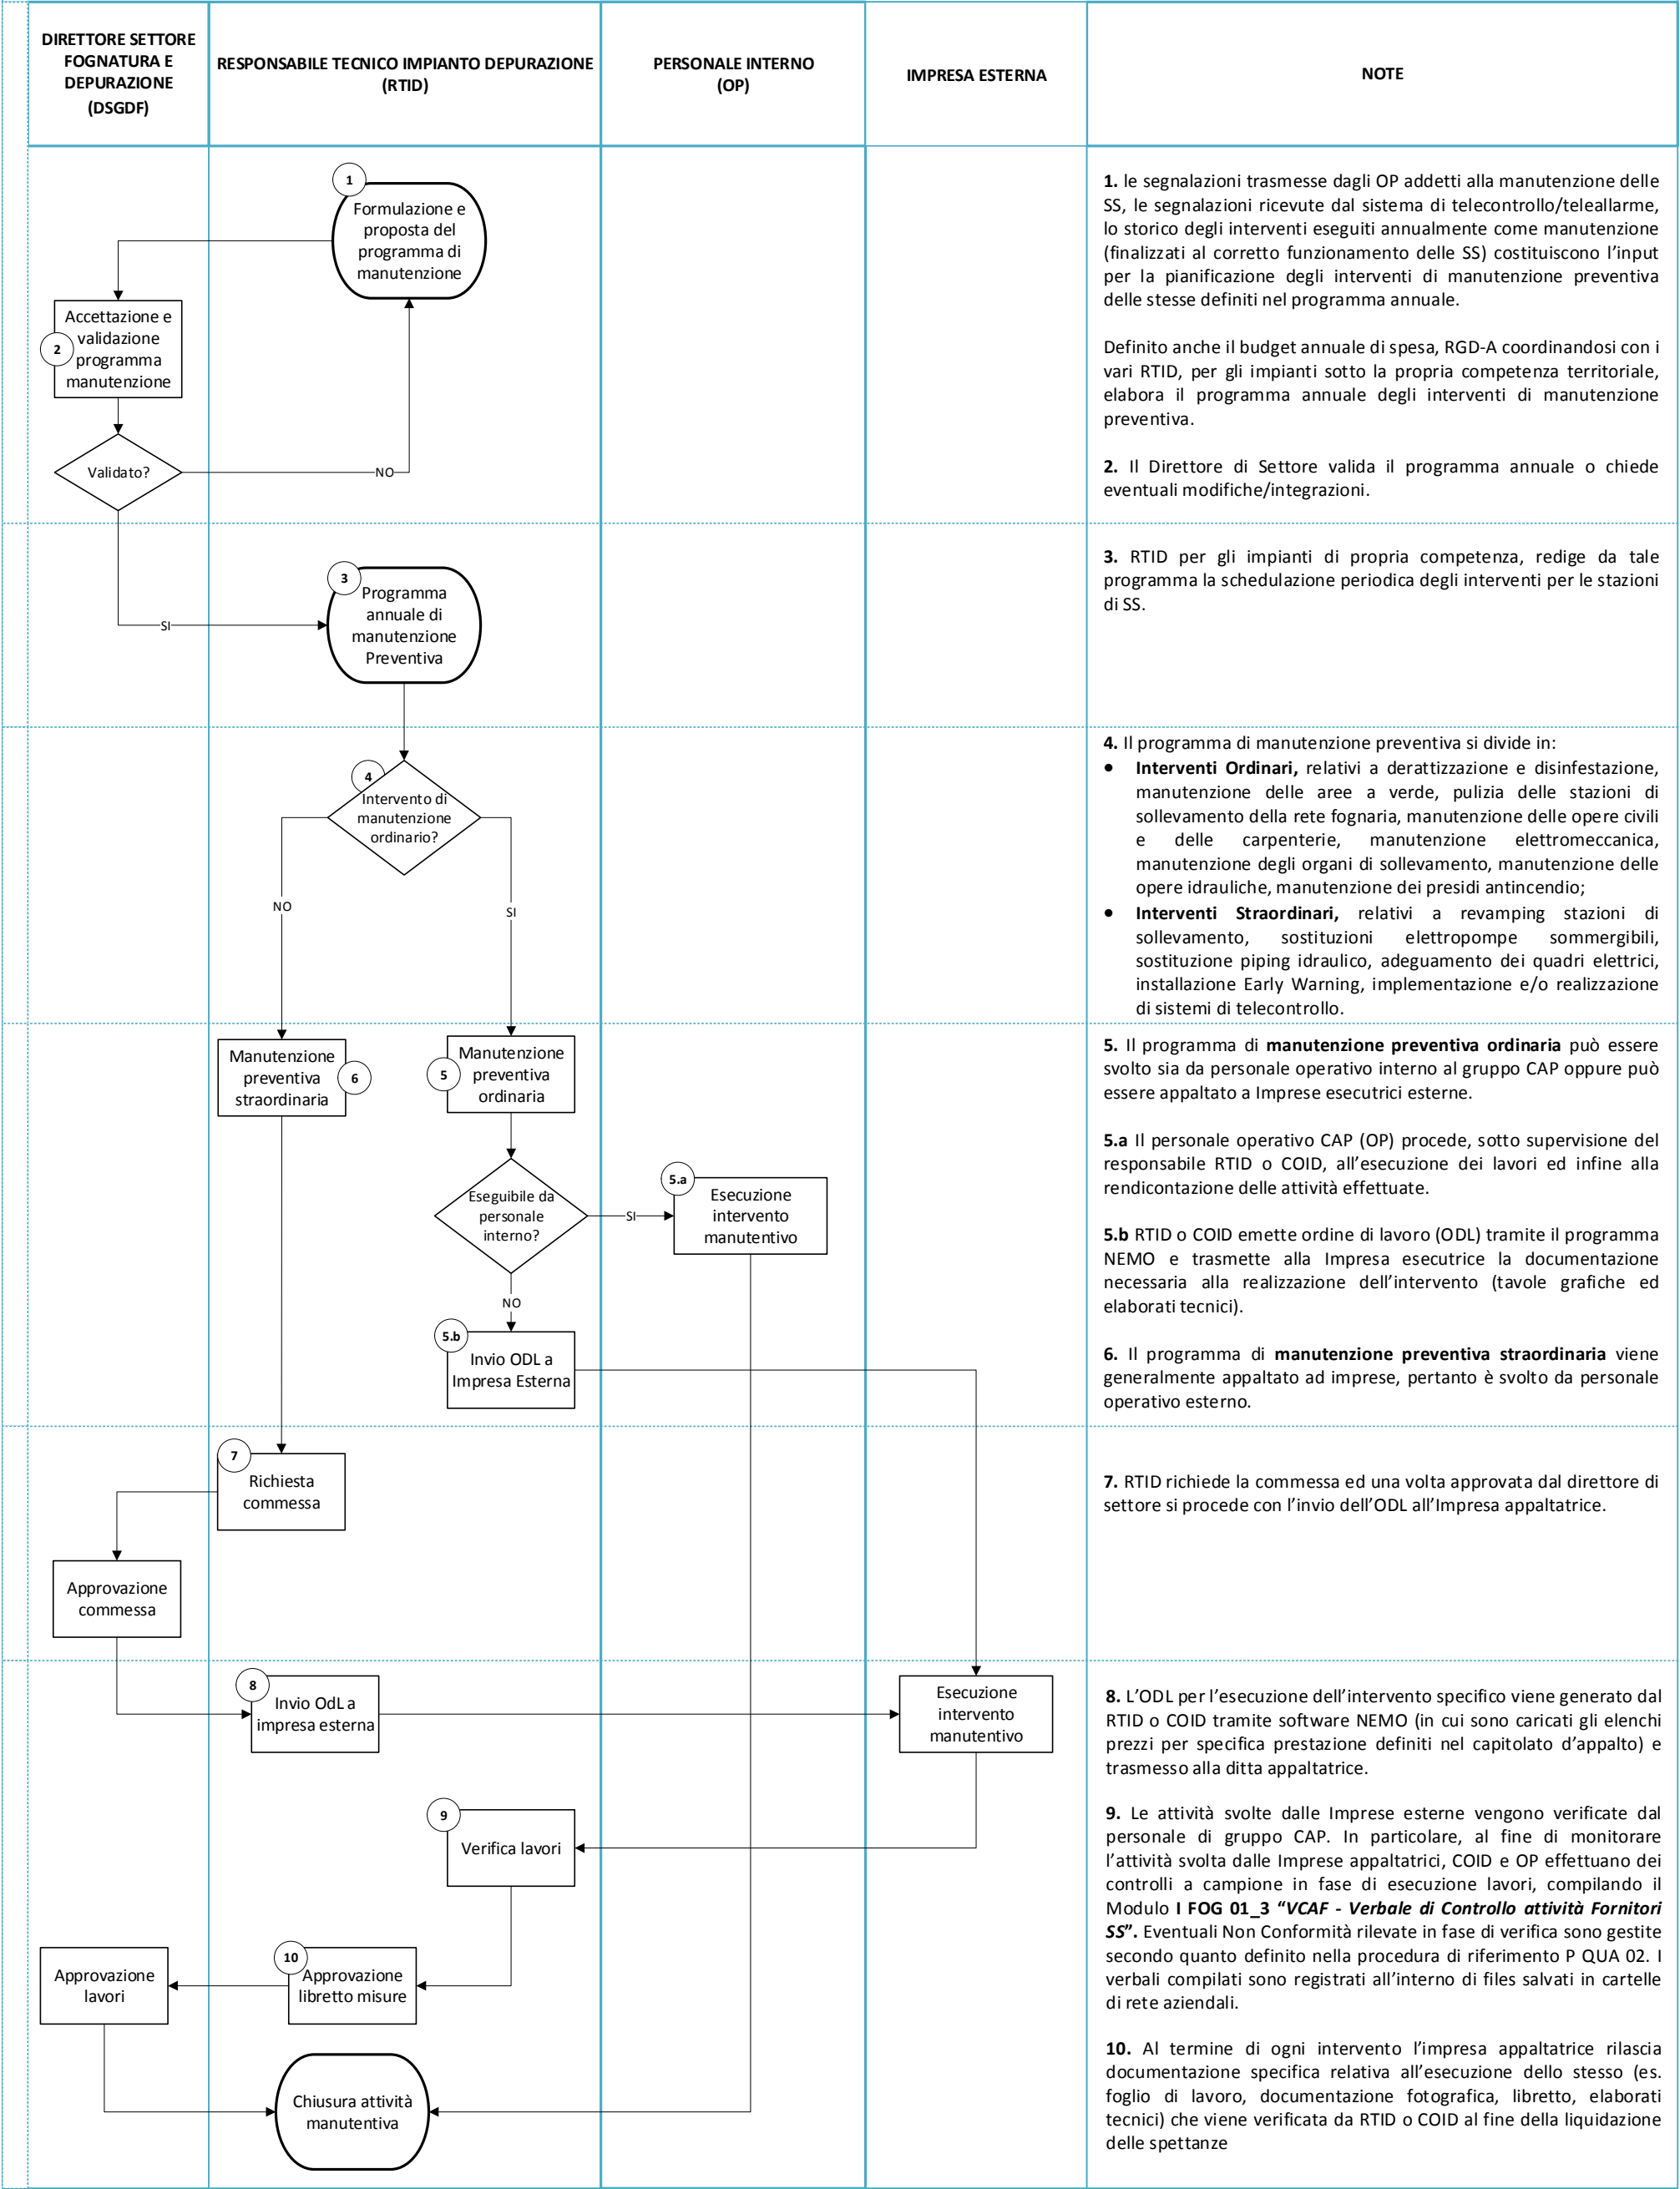 DIRETTORE SETTORE
FOGNATURA E
DEPURAZIONE
(DSGDF)
RESPONSABILE TECNICO IMPIANTO DEPURAZIONE
(RTID)
PERSONALE INTERNO
(OP)
IMPRESA ESTERNA
NOTE
1
Formulazione e
proposta del
programma di
manutenzione
2
Accettazione e
validazione
programma
manutenzione
Validato?
NO
1. le segnalazioni trasmesse dagli OP addetti alla manutenzione delle
SS, le segnalazioni ricevute dal sistema di telecontrollo/teleallarme,
lo storico degli interventi eseguiti annualmente come manutenzione
(finalizzati al corretto funzionamento delle SS) costituiscono l'input
per la pianificazione degli interventi di manutenzione preventiva
delle stesse definiti nel programma annuale.
Definito anche il budget annuale di spesa, RGD-A coordinandosi con i
vari RTID, per gli impianti sotto la propria competenza territoriale,
elabora il programma annuale degli interventi di manutenzione
preventiva.
2. Il Direttore di Settore valida il programma annuale o chiede
eventuali modifiche/integrazioni.
SI
3
Programma
annuale di
manutenzione
Preventiva
3. RTID per gli impianti di propria competenza, redige da tale
programma la schedulazione periodica degli interventi per le stazioni
di SS.
4
Intervento di
manutenzione
ordinario?
NO
SI
4. Il programma di manutenzione preventiva si divide in:
• Interventi Ordinari, relativi a derattizzazione e disinfestazione,
manutenzione delle aree a verde, pulizia delle stazioni di
sollevamento della rete fognaria, manutenzione delle opere civili
e delle carpenterie, manutenzione elettromeccanica,
manutenzione degli organi di sollevamento, manutenzione delle
opere idrauliche, manutenzione dei presidi antincendio;
• Interventi Straordinari, relativi a revamping stazioni di
sollevamento, sostituzioni elettropompe sommergibili,
sostituzione piping idraulico, adeguamento dei quadri elettrici,
installazione Early Warning, implementazione e/o realizzazione
di sistemi di telecontrollo.
Manutenzione
preventiva
straordinaria
6
5
Manutenzione
preventiva
ordinaria
Eseguibile da
personale
interno?
SI
NO
5.a
Esecuzione
intervento
manutentivo
5.b
Invio ODL a
Impresa Esterna
5. Il programma di manutenzione preventiva ordinaria può essere
svolto sia da personale operativo interno al gruppo CAP oppure può
essere appaltato a Imprese esecutrici esterne.
5.a Il personale operativo CAP (OP) procede, sotto supervisione del
responsabile RTID o COID, all'esecuzione dei lavori ed infine alla
rendicontazione delle attività effettuate.
5.b RTID o COID emette ordine di lavoro (ODL) tramite il programma
NEMO e trasmette alla Impresa esecutrice la documentazione
necessaria alla realizzazione dell'intervento (tavole grafiche ed
elaborati tecnici).
6. Il programma di manutenzione preventiva straordinaria viene
generalmente appaltato ad imprese, pertanto è svolto da personale
operativo esterno.
7
Richiesta
commessa
Approvazione
commessa
7. RTID richiede la commessa ed una volta approvata dal direttore di
settore si procede con l'invio dell'ODL all'Impresa appaltatrice.
8
Invio OdL a
impresa esterna
Esecuzione
intervento
manutentivo
9
Verifica lavori
10
Approvazione
libretto misure
Approvazione
lavori
Chiusura attività
manutentiva
8. L'ODL per l'esecuzione dell'intervento specifico viene generato dal
RTID o COID tramite software NEMO (in cui sono caricati gli elenchi
prezzi per specifica prestazione definiti nel capitolato d'appalto) e
trasmesso alla ditta appaltatrice.
9. Le attività svolte dalle Imprese esterne vengono verificate dal
personale di gruppo CAP. In particolare, al fine di monitorare
l'attività svolta dalle Imprese appaltatrici, COID e OP effettuano dei
controlli a campione in fase di esecuzione lavori, compilando il
Modulo I FOG 01_3 “VCAF - Verbale di Controllo attività Fornitori
SS”. Eventuali Non Conformità rilevate in fase di verifica sono gestite
secondo quanto definito nella procedura di riferimento P QUA 02. I
verbali compilati sono registrati all'interno di files salvati in cartelle
di rete aziendali.
10. Al termine di ogni intervento l'impresa appaltatrice rilascia
documentazione specifica relativa all'esecuzione dello stesso (es.
foglio di lavoro, documentazione fotografica, libretto, elaborati
tecnici) che viene verificata da RTID o COID al fine della liquidazione
delle spettanze